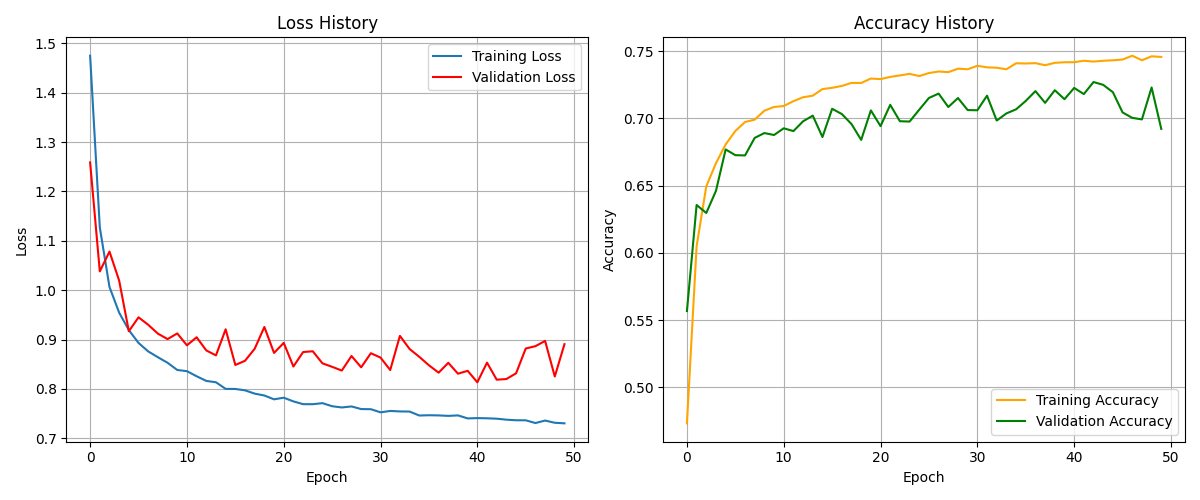 Loss History
Training Loss
Validation Loss
1.5
1.4
1.3
1.2
1.1
1.0
0.9
0.8
0.7
Loss
0 10 20 30 40 50
Epoch
Accuracy History
0.75
0.70
0.65
0.60
0.55
0.50
Accuracy
Training Accuracy
Validation Accuracy
0 10 20 30 40 50
Epoch